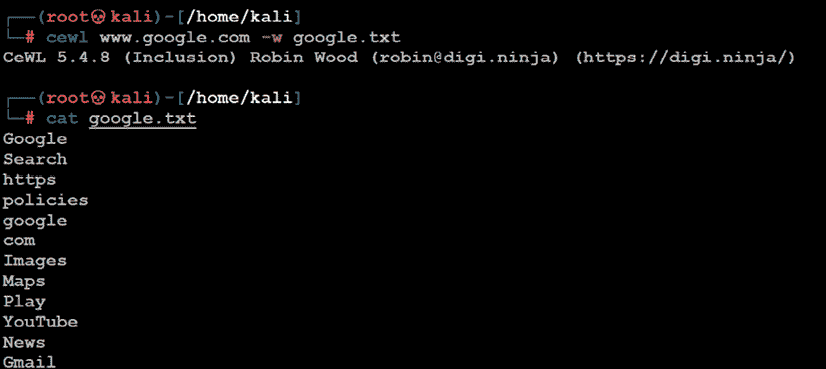 ┌──(root💀kali)-[/home/kali]
└─# cewl www.google.com -w google.txt
CeWL 5.4.8 (Inclusion) Robin Wood (robin@digi.ninja) (https://digi.ninja/)
┌──(root💀kali)-[/home/kali]
└─# cat google.txt
Google
Search
https
policies
google
com
Images
Maps
Play
YouTube
News
Gmail